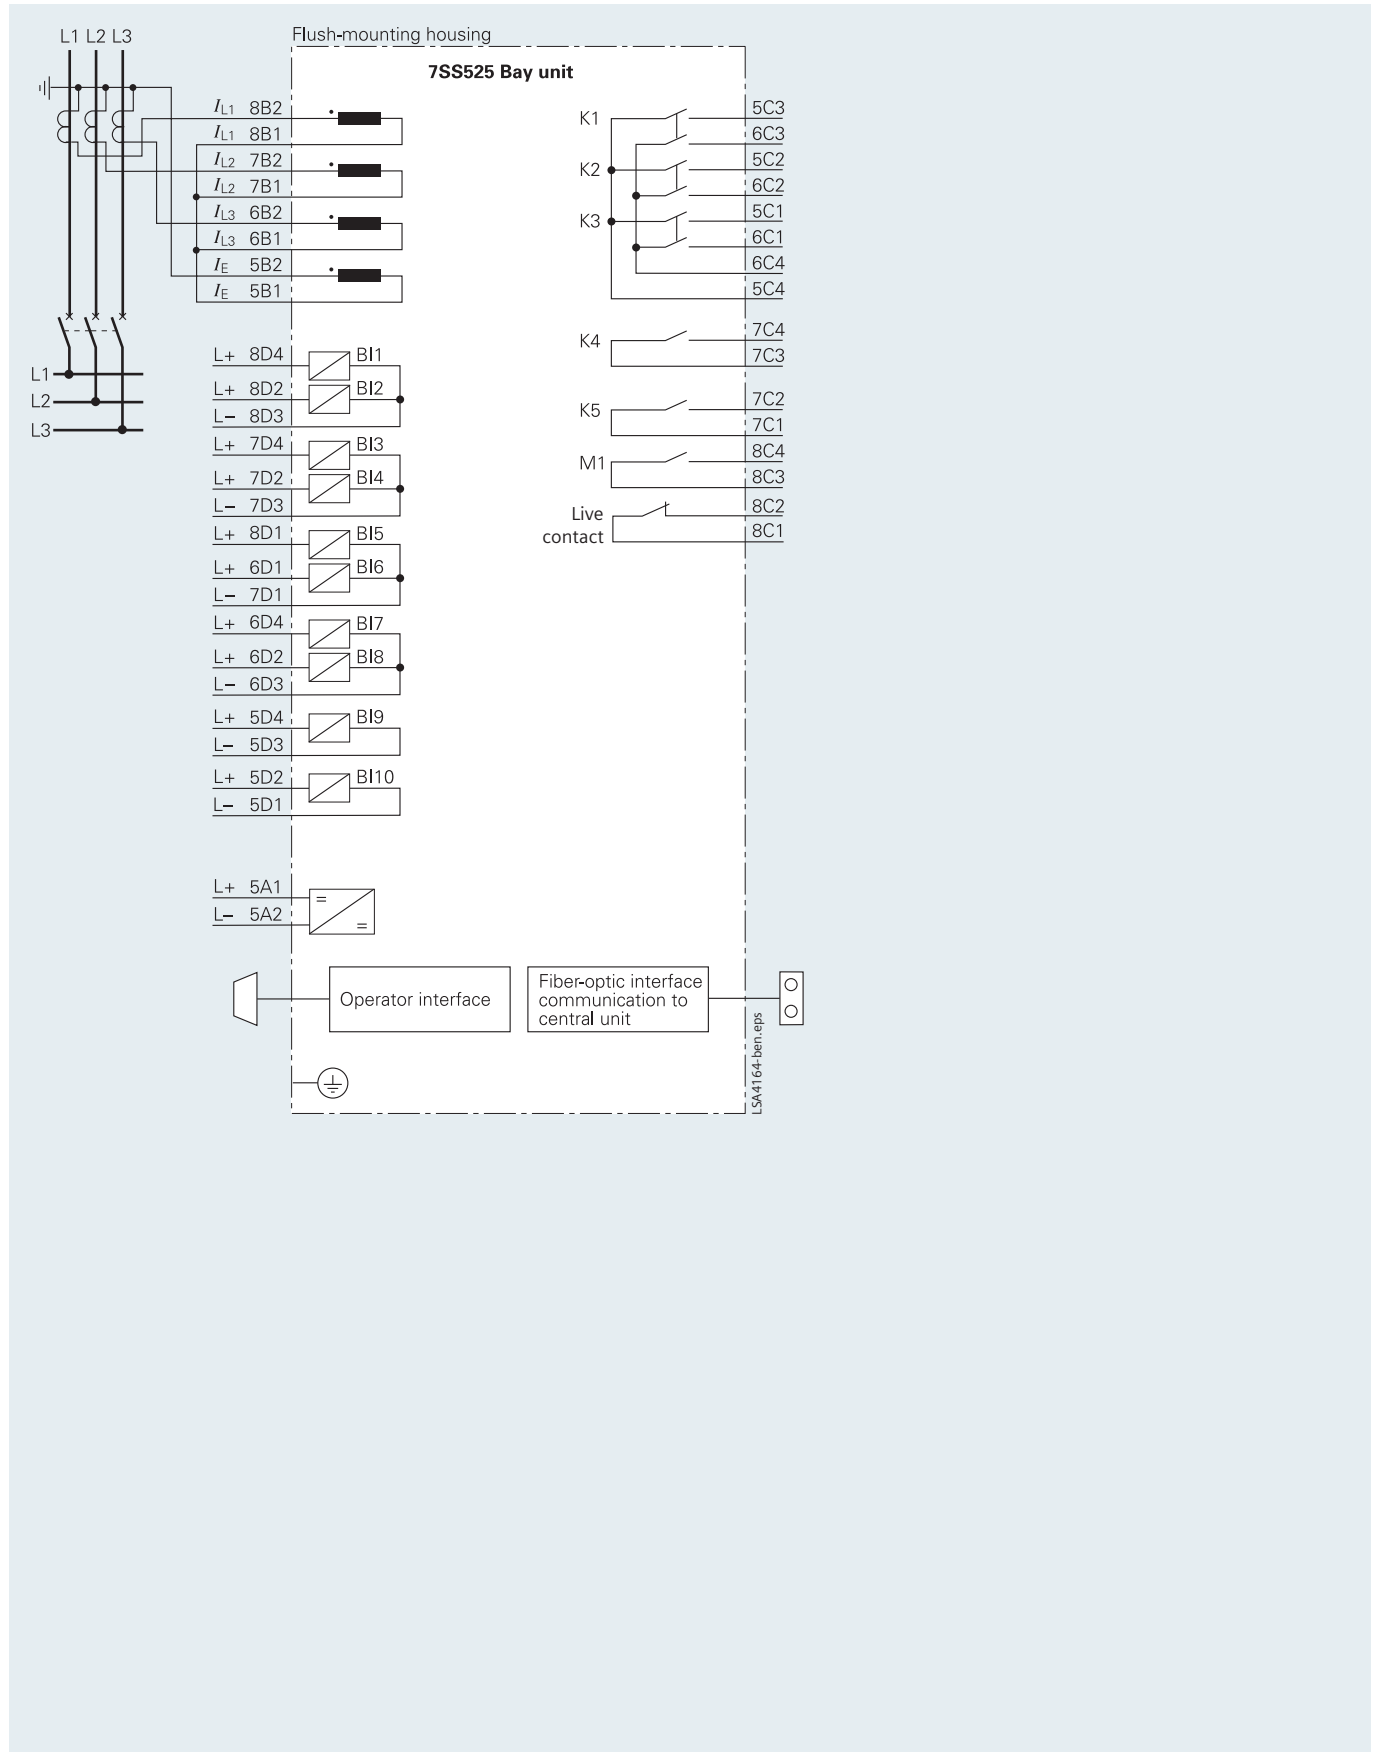 L1 L2 L3
Flush-mounting housing
7SS525 Bay unit
IL1 8B2
IL1 8B1
IL2 7B2
IL2 7B1
IL3 6B2
IL3 6B1
IE 5B2
IE 5B1
K1
5C3
6C3
K2
5C2
6C2
K3
5C1
6C1
6C4
5C4
K4
7C4
7C3
K5
7C2
7C1
M1
8C4
8C3
Live
contact
8C2
8C1
L1
L2
L3
L+ 8D4 BI1
L+ 8D2 BI2
L– 8D3
L+ 7D4 BI3
L+ 7D2 BI4
L– 7D3
L+ 8D1 BI5
L+ 6D1 BI6
L– 7D1
L+ 6D4 BI7
L+ 6D2 BI8
L– 6D3
L+ 5D4 BI9
L– 5D3
L+ 5D2 BI10
L– 5D1
L+ 5A1
L– 5A2
=
=
Operator interface
Fiber-optic interface
communication to
central unit
LSA4164-ben.eps